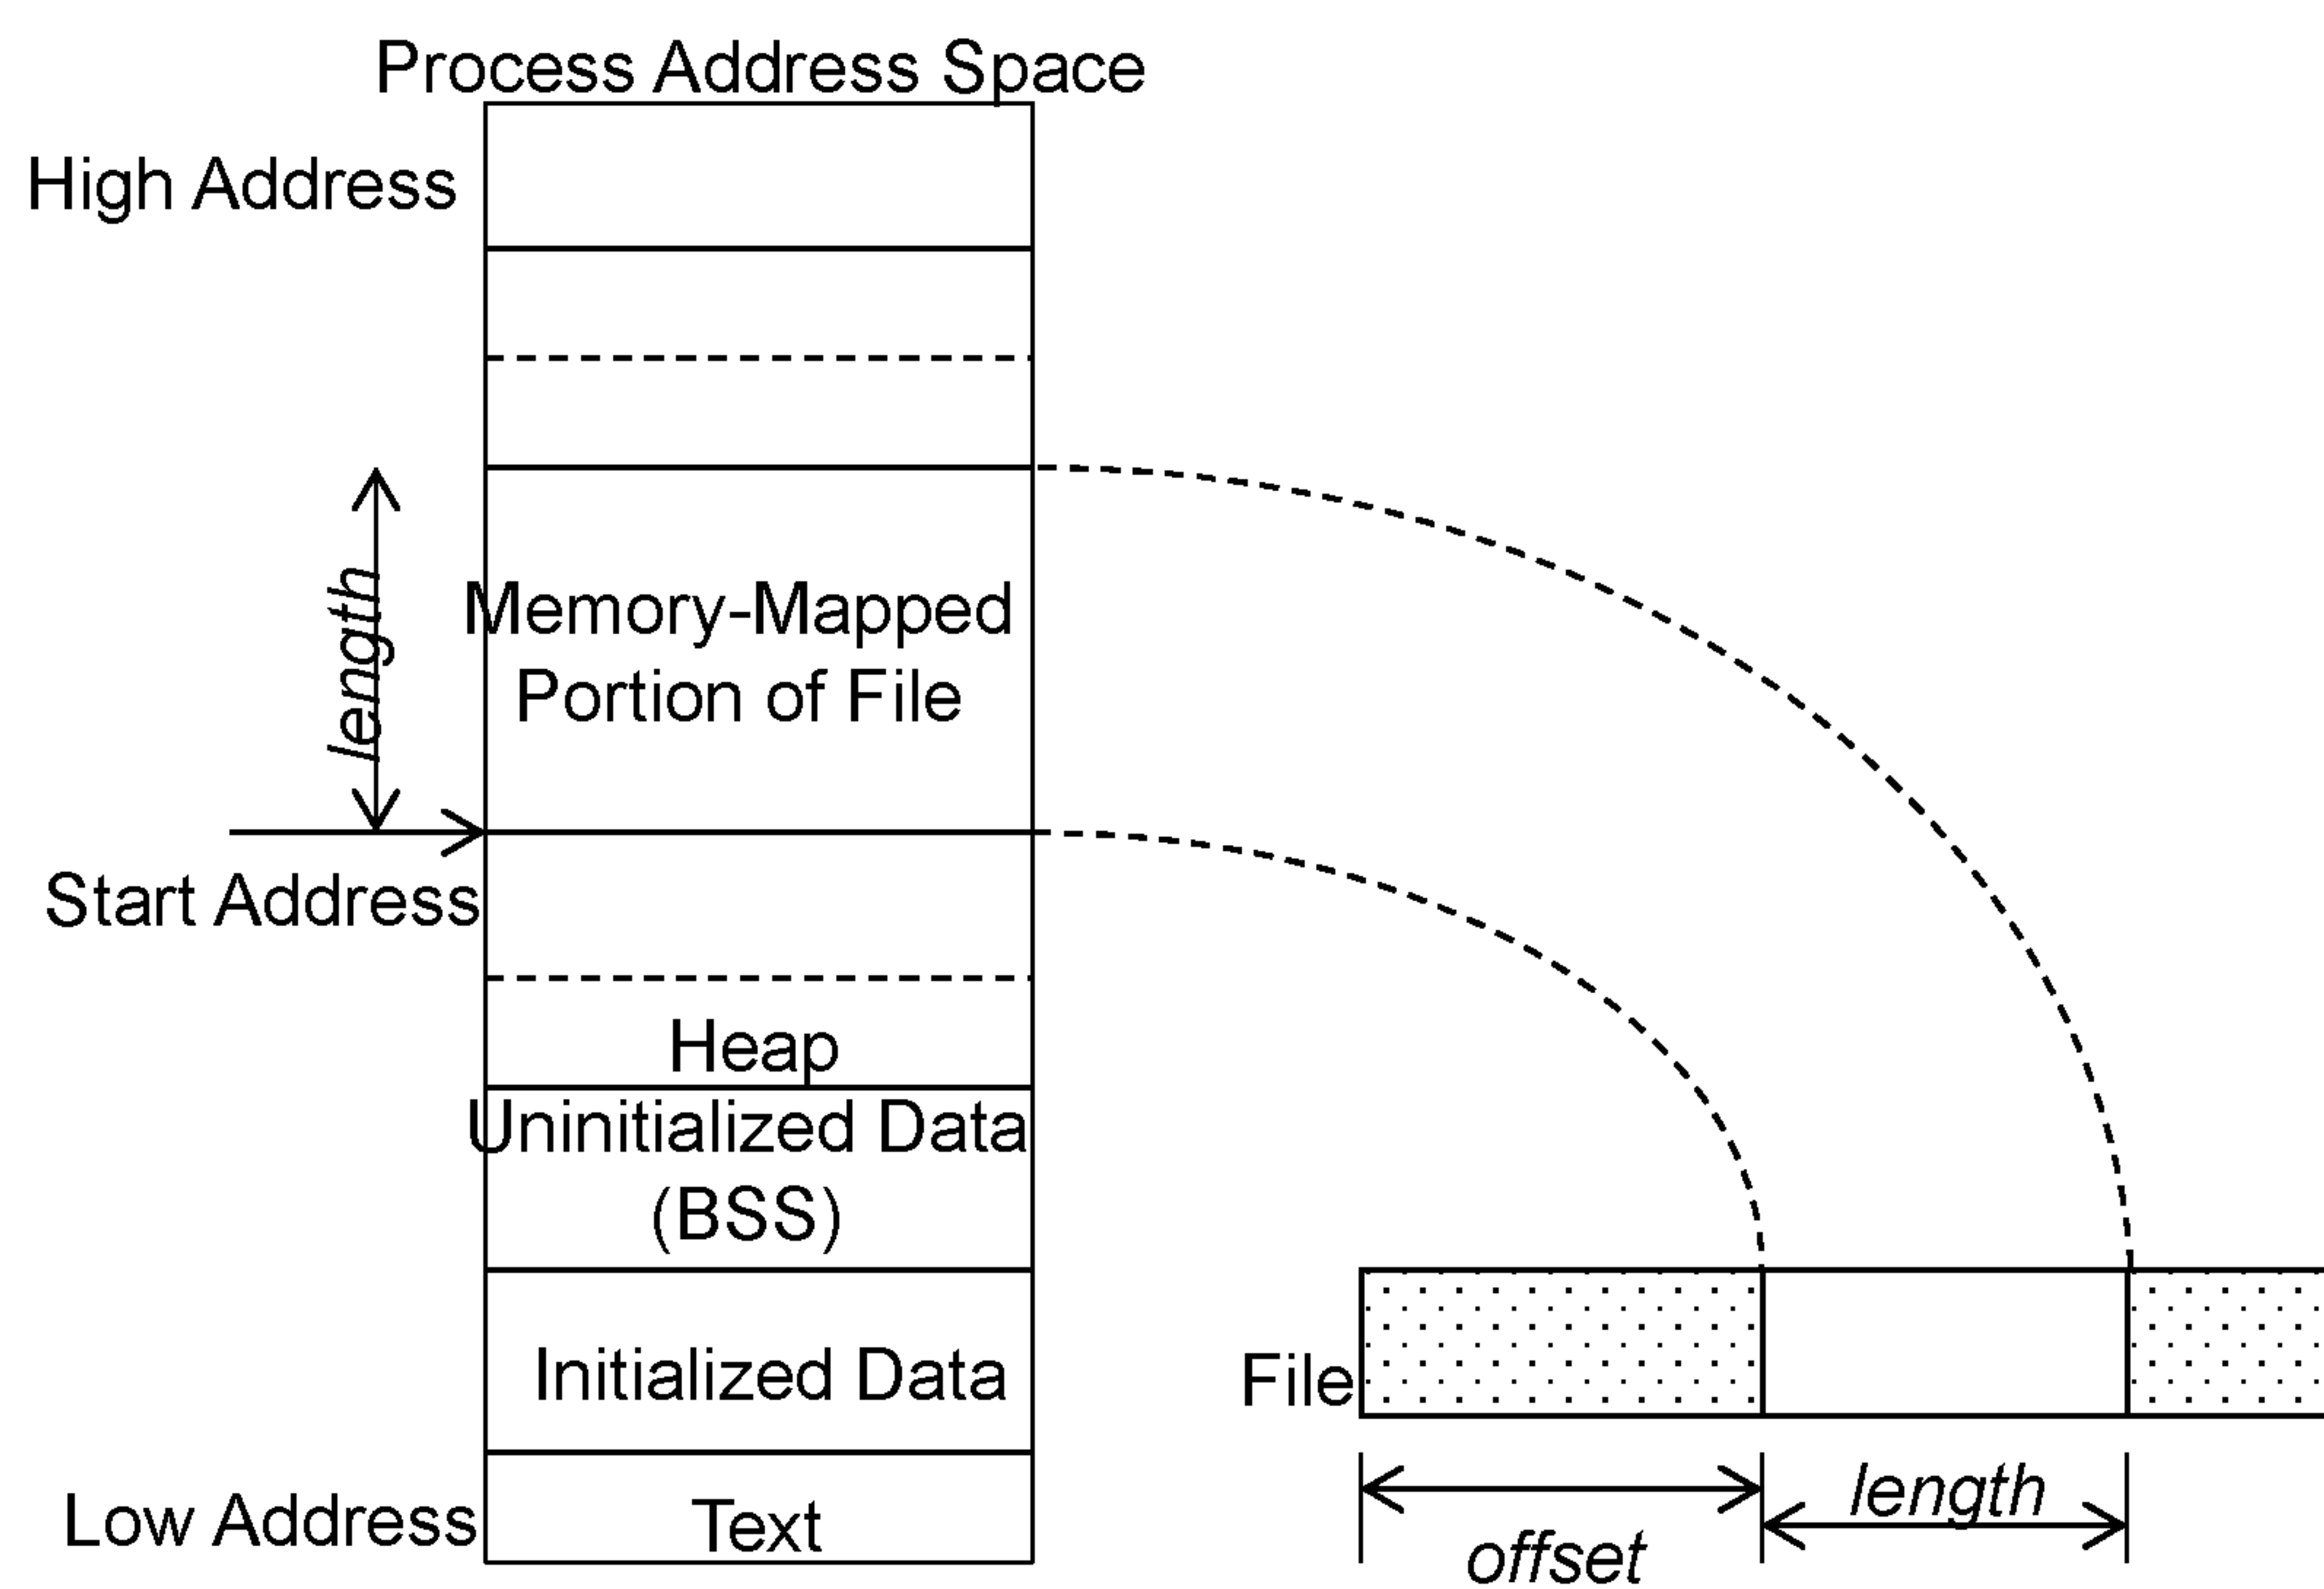 Process Address Space
High Address
length
Memory-Mapped
Portion of File
Start Address
Heap
Uninitialized Data
(BSS)
Initialized Data
File
Low Address
Text
length
offset